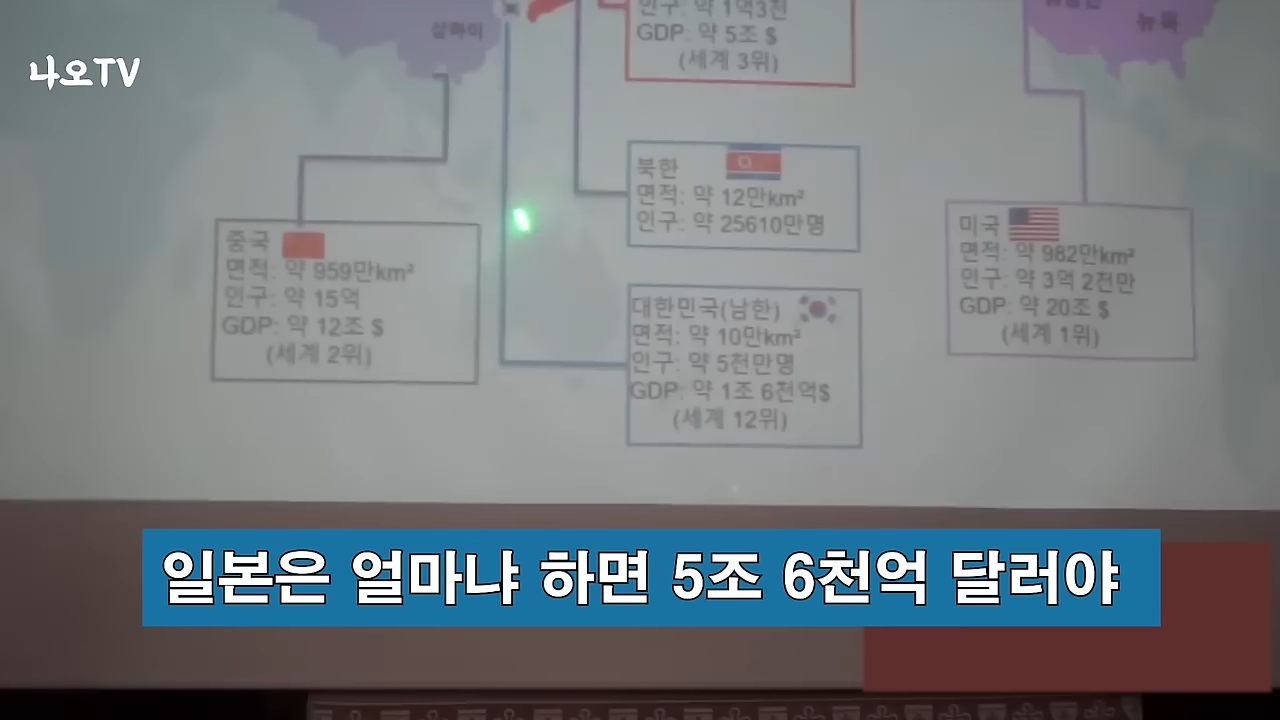 나오TV
상하이
뉴욕
인구: 약 1억3천
GDP: 약 5조 $
(세계 3위)
북한
면적: 약 12만km²
인구: 약 25610만명
중국
면적: 약 959만km²
인구: 약 15억
GDP: 약 12조 $
(세계 2위)
대한민국(남한)
면적: 약 10만km²
인구: 약 5천만명
GDP: 약 1조 6천억$
(세계 12위)
미국
면적: 약 982만km²
인구: 약 3억 2천만
GDP: 약 20조 $
(세계 1위)
일본은 얼마냐 하면 5조 6천억 달러야